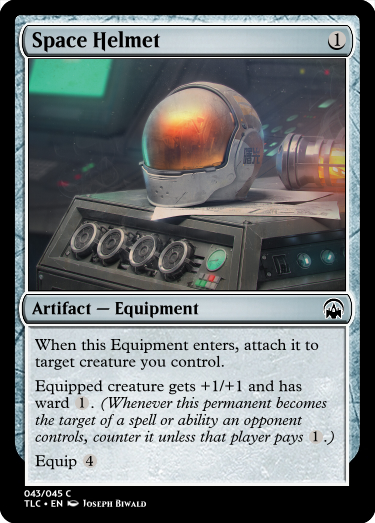 Space Helmet 1
Artifact — Equipment
When this Equipment enters, attach it to
target creature you control.
Equipped creature gets +1/+1 and has
ward 1. (Whenever this permanent becomes
the target of a spell or ability an opponent
controls, counter it unless that player pays 1.)
Equip 4
043/045 C
TLC • EN Joseph Biwald